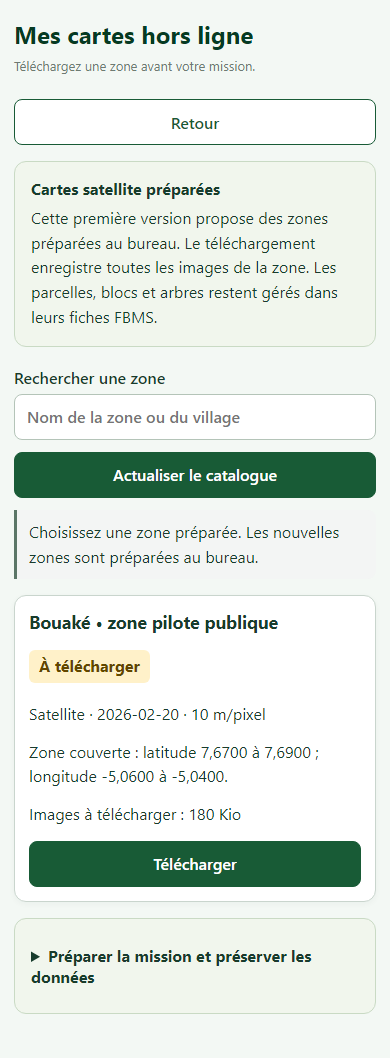 Mes cartes hors ligne
Téléchargez une zone avant votre mission.
Retour
Cartes satellite préparées
Cette première version propose des zones
préparées au bureau. Le téléchargement
enregistre toutes les images de la zone. Les
parcelles, blocs et arbres restent gérés dans
leurs fiches FBMS.
Rechercher une zone
Nom de la zone ou du village
Actualiser le catalogue
Choisissez une zone préparée. Les nouvelles
zones sont préparées au bureau.
Bouaké • zone pilote publique
À télécharger
Satellite · 2026-02-20 · 10 m/pixel
Zone couverte : latitude 7,6700 à 7,6900 ;
longitude -5,0600 à -5,0400.
Images à télécharger : 180 Kio
Télécharger
▶ Préparer la mission et préserver les
données